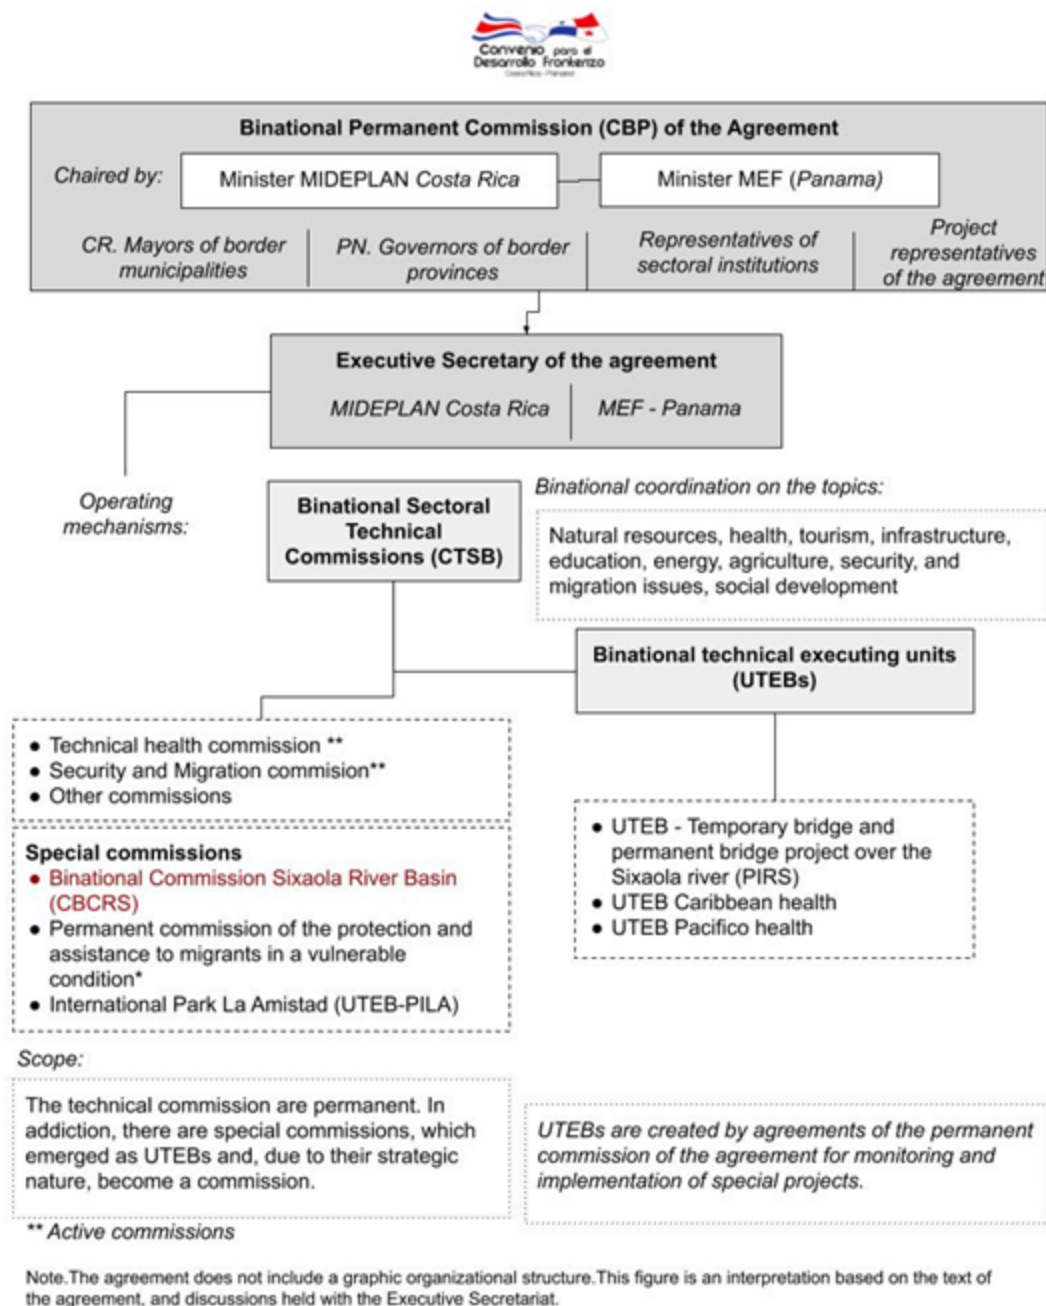 Convenio para el
Desarrollo Fronterizo
Costa Rica - Panamá
Binational Permanent Commission (CBP) of the Agreement
Chaired by:
Minister MIDEPLAN Costa Rica
Minister MEF (Panama)
CR. Mayors of border
municipalities
PN. Governors of border
provinces
Representatives of
sectoral institutions
Project
representatives
of the agreement
Executive Secretary of the agreement
MIDEPLAN Costa Rica
MEF - Panama
Operating
mechanisms:
Binational Sectoral
Technical
Commissions (CTSB)
Binational coordination on the topics:
Natural resources, health, tourism, infrastructure,
education, energy, agriculture, security, and
migration issues, social development
Binational technical executing units
(UTEBs)
● Technical health commission **
● Security and Migration commision**
● Other commissions
Special commissions
● Binational Commission Sixaola River Basin
(CBCRS)
● Permanent commission of the protection and
assistance to migrants in a vulnerable
condition*
● International Park La Amistad (UTEB-PILA)
● UTEB - Temporary bridge and
permanent bridge project over the
Sixaola river (PIRS)
● UTEB Caribbean health
● UTEB Pacifico health
Scope:
The technical commission are permanent. In
addiction, there are special commissions, which
emerged as UTEBs and, due to their strategic
nature, become a commission.
UTEBs are created by agreements of the permanent
commission of the agreement for monitoring and
implementation of special projects.
** Active commissions
Note.The agreement does not include a graphic organizational structure.This figure is an interpretation based on the text of
the agreement, and discussions held with the Executive Secretariat.